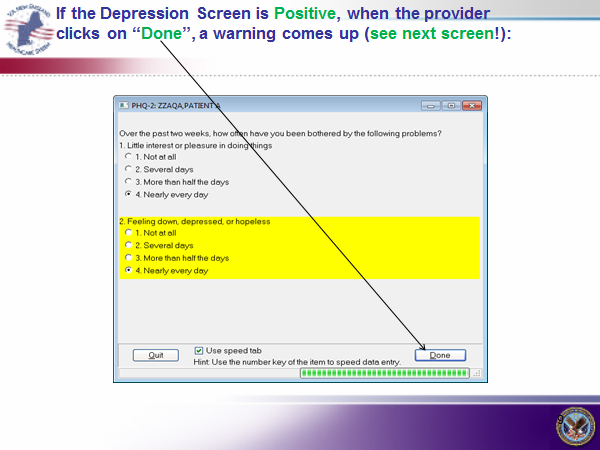 VA NEW ENGLAND
HEALTHCARE SYSTEM
If the Depression Screen is Positive, when the provider
clicks on “Done”, a warning comes up (see next screen!):
PHQ-2: ZZAQA,PATIENT A
Over the past two weeks, how often have you been bothered by the following problems?
1. Little interest or pleasure in doing things
1. Not at all
2. Several days
3. More than half the days
4. Nearly every day
2. Feeling down, depressed, or hopeless
1. Not at all
2. Several days
3. More than half the days
4. Nearly every day
Quit
Use speed tab
Done
Hint: Use the number key of the item to speed data entry.